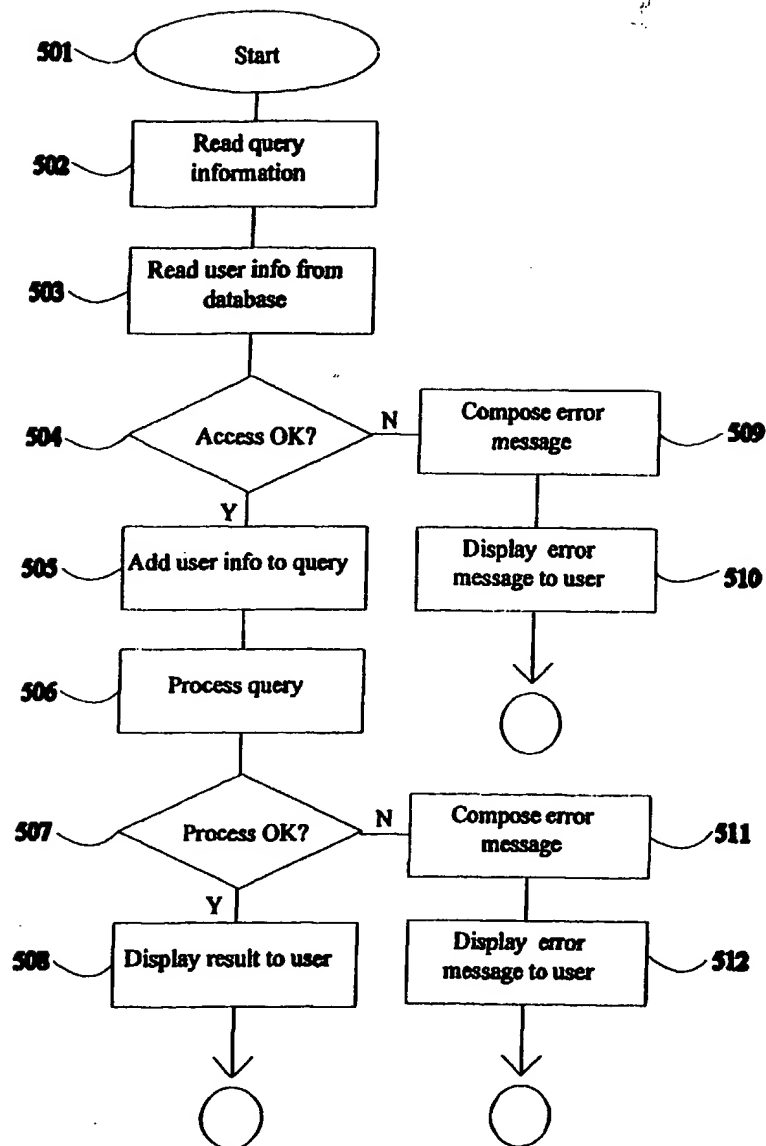 501
Start
502
Read query
information
503
Read user info from
database
504
Access OK?
N
Compose error
message
509
Y
505
Add user info to query
Display error
message to user
510
506
Process query
507
Process OK?
N
Compose error
message
511
Y
508
Display result to user
Display error
message to user
512